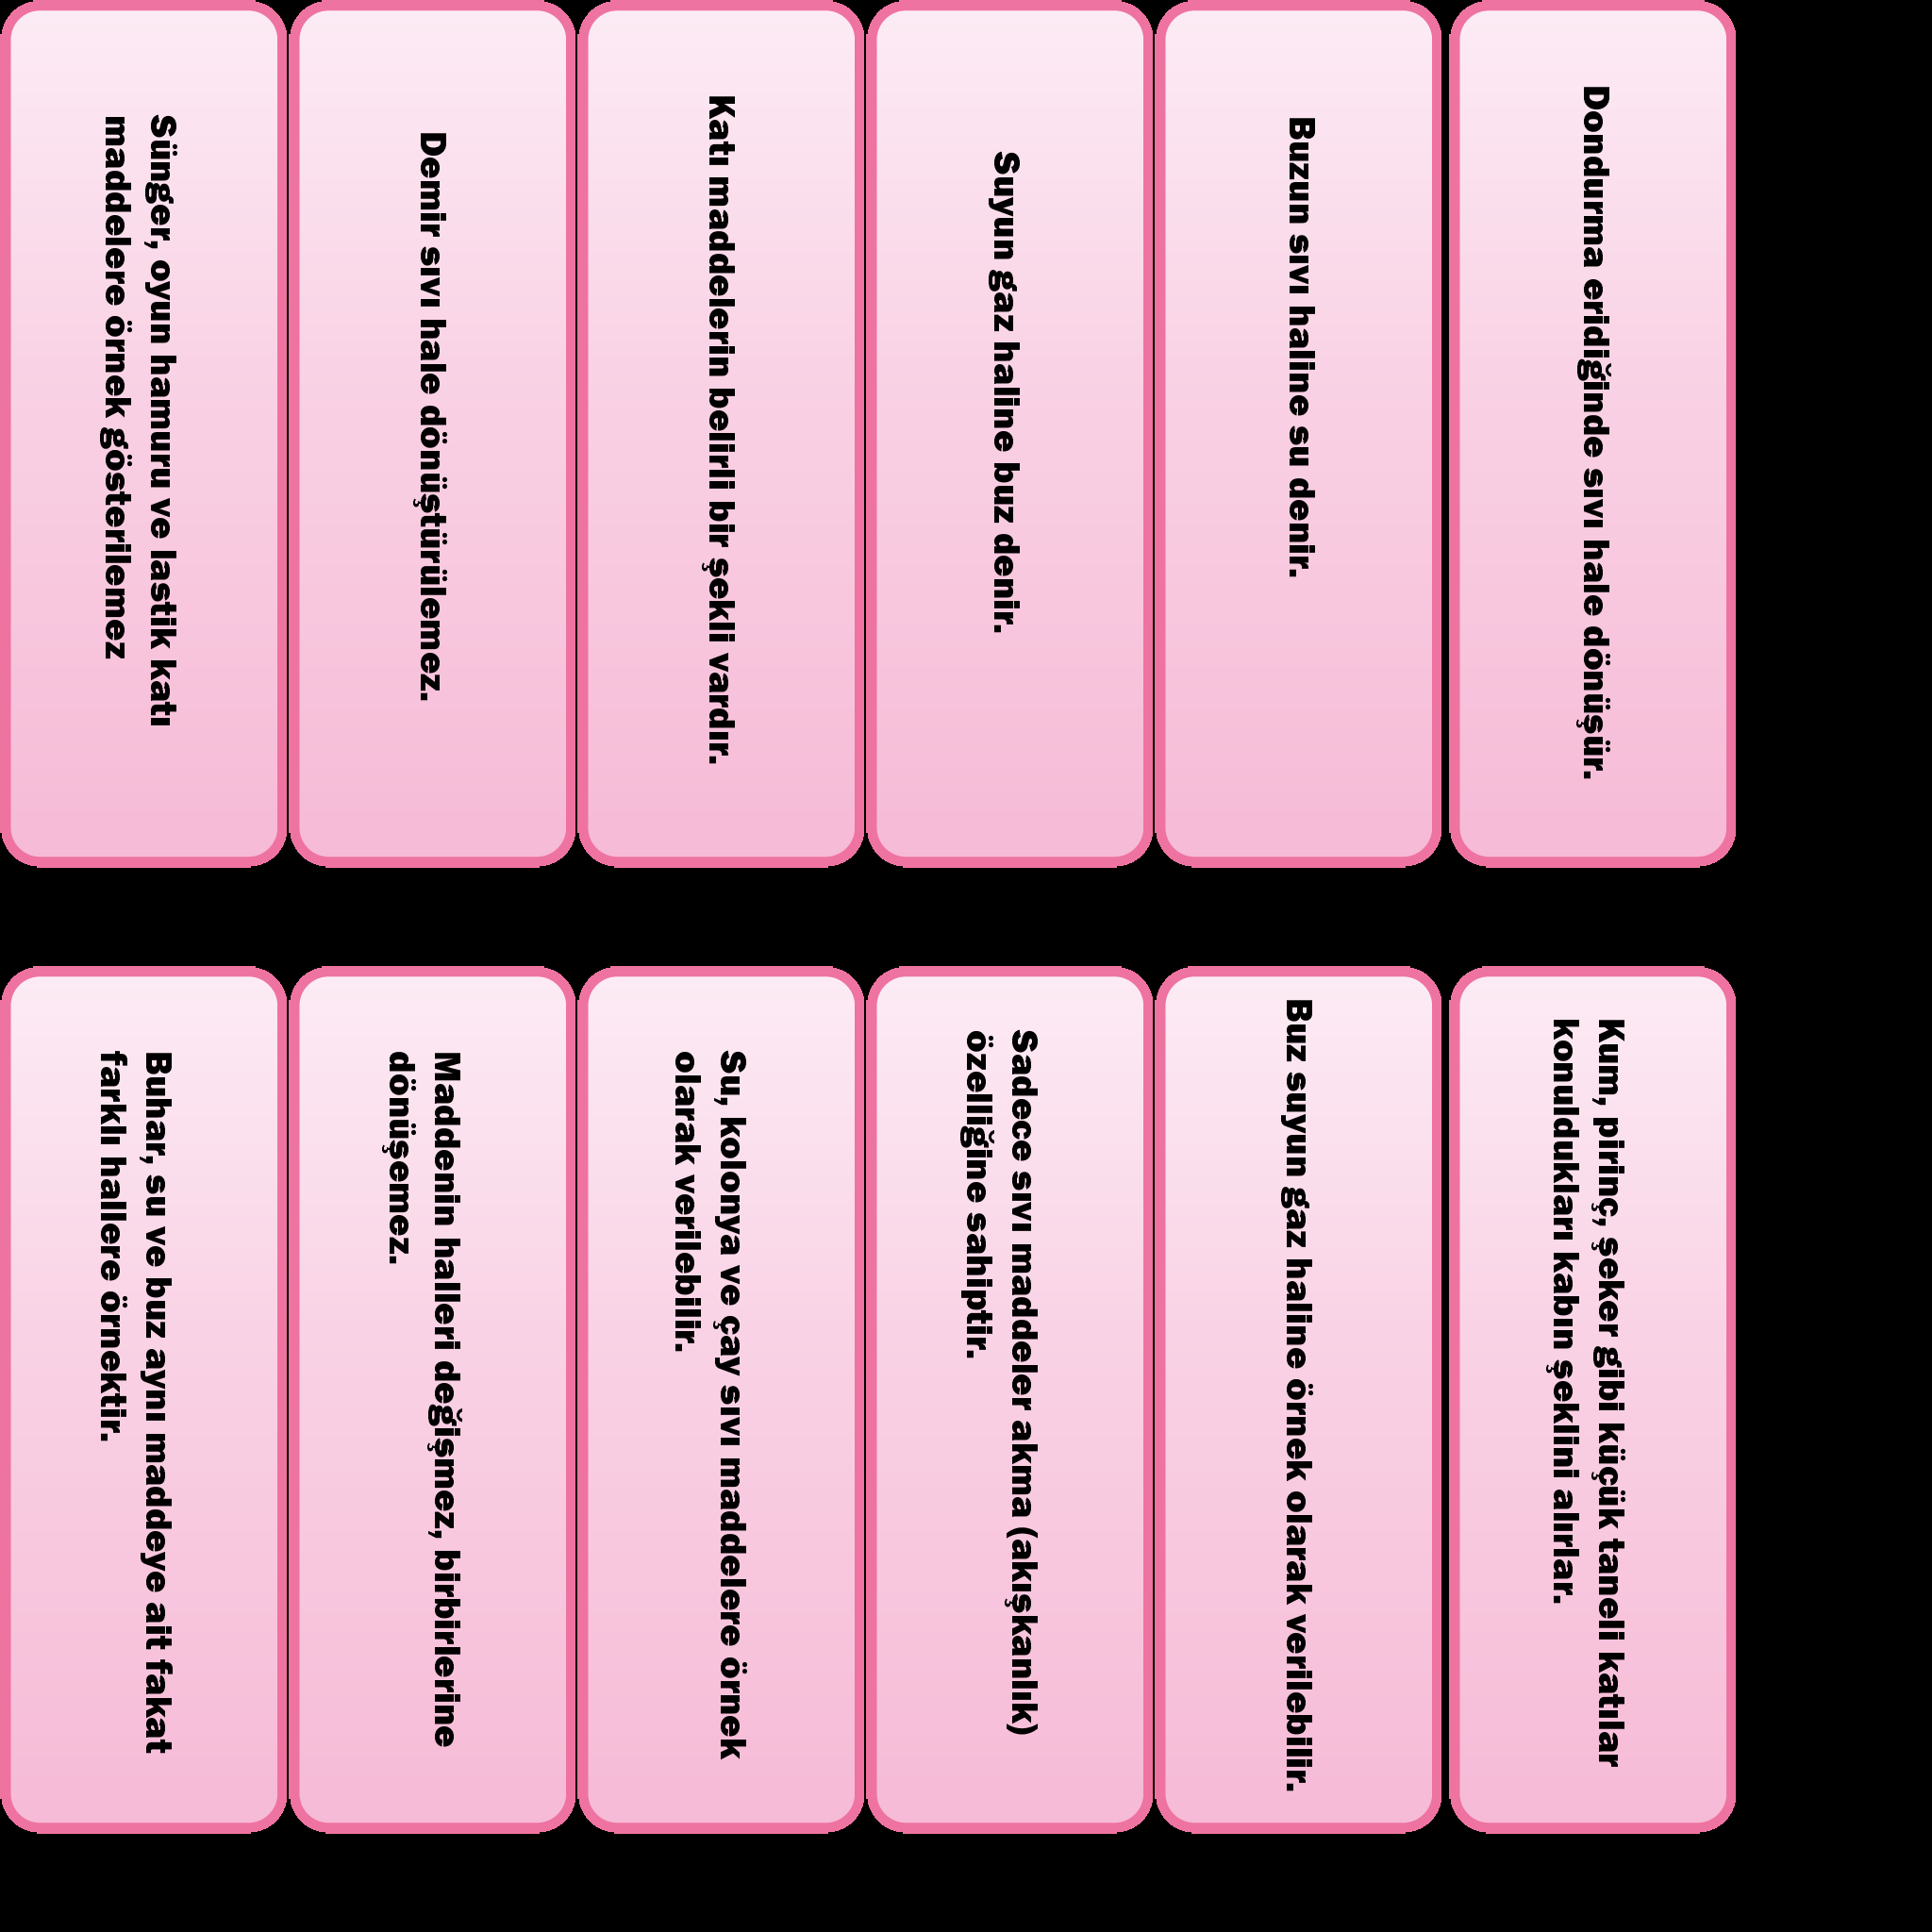 Sünger, oyun hamuru ve lastik katı
maddelere örnek gösterilemez
Demir sıvı hale dönüştürülemez.
Katı maddelerin belirli bir şekli vardır.
Suyun gaz haline buz denir.
Buzun sıvı haline su denir.
Dondurma eridiğinde sıvı hale dönüşür.
Buhar, su ve buz aynı maddeye ait fakat
farklı hallere örnektir.
Maddenin halleri değişmez, birbirlerine
dönüşemez.
Su, kolonya ve çay sıvı maddelere örnek
olarak verilebilir.
Sadece sıvı maddeler akma (akışkanlık)
özelliğine sahiptir.
Buz suyun gaz haline örnek olarak verilebilir.
Kum, pirinç, şeker gibi küçük taneli katılar
konuldukları kabın şeklini alırlar.